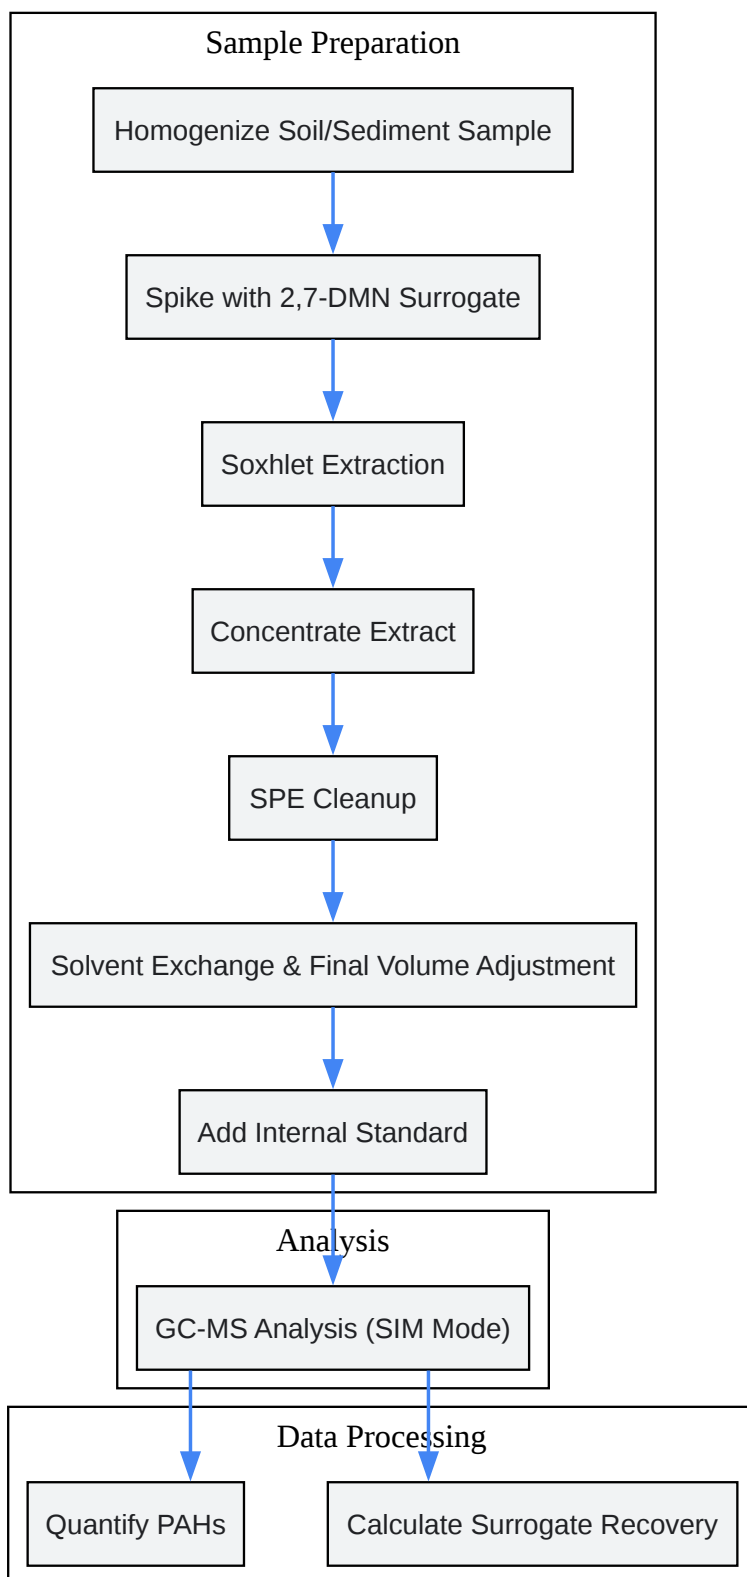 Sample Preparation
Homogenize Soil/Sediment Sample
Spike with 2,7-DMN Surrogate
Soxhlet Extraction
Concentrate Extract
SPE Cleanup
Solvent Exchange & Final Volume Adjustment
Add Internal Standard
Analysis
GC-MS Analysis (SIM Mode)
Data Processing
Quantify PAHs
Calculate Surrogate Recovery